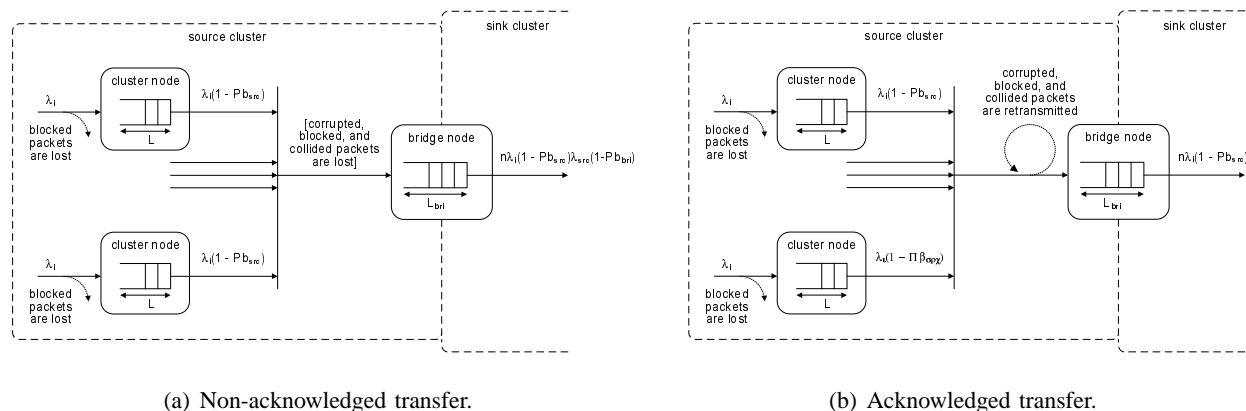 sink cluster
source cluster
cluster node
λi
λi(1 - Pbsrc)
blocked
packets
are lost
L
[corrupted,
blocked, and
collided packets
are lost]
bridge node
nλi(1 - Pbsrc)λsrc(1-Pbbri)
Lbri
cluster node
λi
λi(1 - Pbsrc)
blocked
packets
are lost
L
(a) Non-acknowledged transfer.
sink cluster
source cluster
cluster node
λi
λi(1 - Pbsrc)
blocked
packets
are lost
L
corrupted,
blocked, and
collided packets
are retransmitted
bridge node
nλi(1 - Pbsrc)
Lbri
cluster node
λi
λι(1 − Π βσρχ)
blocked
packets
are lost
L
(b) Acknowledged transfer.